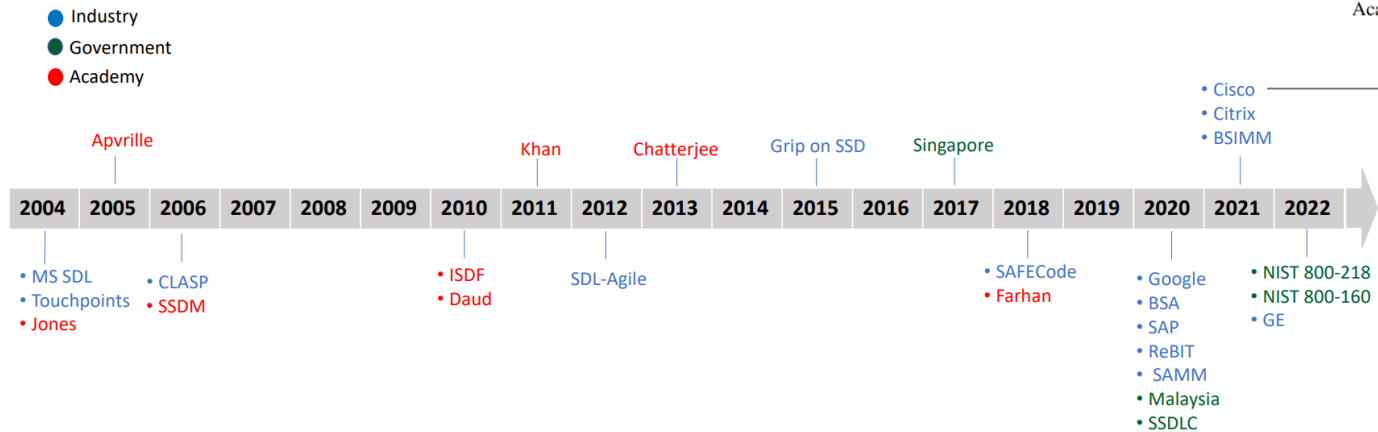 Industry
Government
Academy
Aca
• Cisco
• Citrix
• BSIMM
Apvrille
Khan
Chatterjee
Grip on SSD
Singapore
2004 2005 2006 2007 2008 2009 2010 2011 2012 2013 2014 2015 2016 2017 2018 2019 2020 2021 2022
• MS SDL
• Touchpoints
• Jones
• CLASP
• SSDM
• ISDF
• Daud
SDL-Agile
• SAFECode
• Farhan
• Google
• BSA
• SAP
• ReBIT
• SAMM
• Malaysia
• SSDLC
• NIST 800-218
• NIST 800-160
• GE